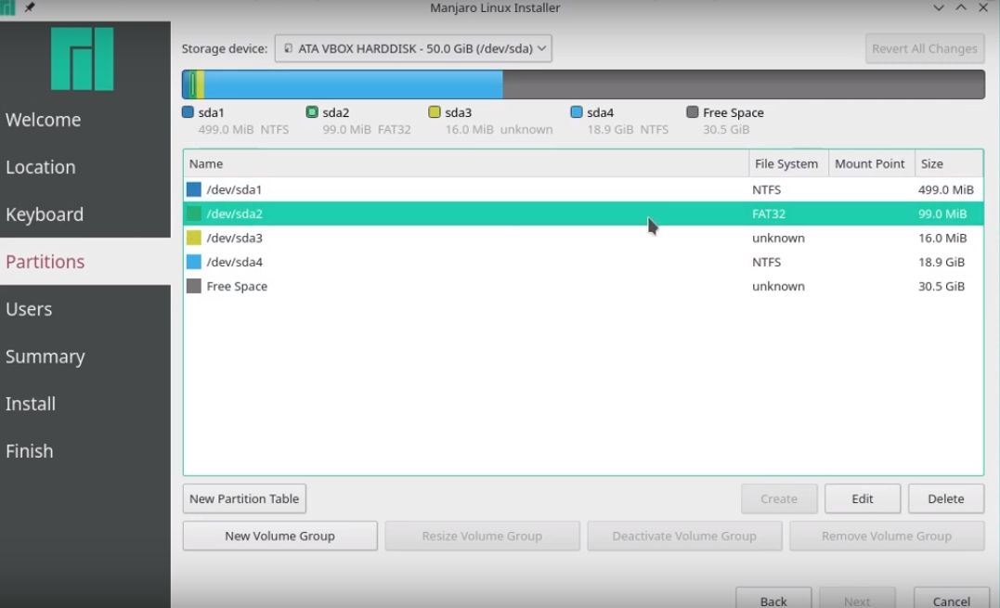 Manjaro Linux Installer
Storage device: ATA VBOX HARDDISK - 50.0 GiB (/dev/sda) Revert All Changes
sda1 sda2 sda3 sda4 Free Space
499.0 MiB NTFS 99.0 MiB FAT32 16.0 MiB unknown 18.9 GiB NTFS 30.5 GiB
Welcome
Location
Keyboard
Partitions
Users
Summary
Install
Finish
Name File System Mount Point Size
/dev/sda1 NTFS 499.0 MiB
/dev/sda2 FAT32 99.0 MiB
/dev/sda3 unknown 16.0 MiB
/dev/sda4 NTFS 18.9 GiB
Free Space unknown 30.5 GiB
New Partition Table Create Edit Delete
New Volume Group Resize Volume Group Deactivate Volume Group Remove Volume Group
Back Next Cancel